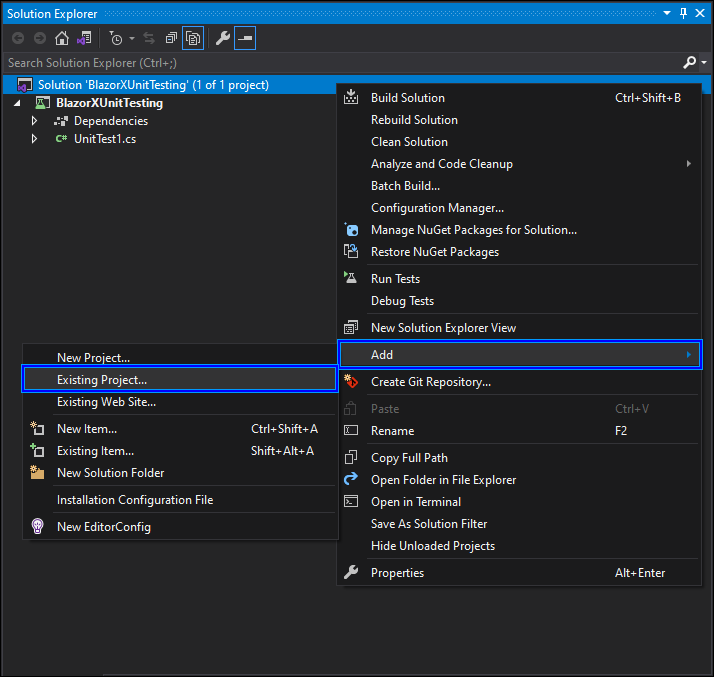 Solution Explorer
Search Solution Explorer (Ctrl+;)
Solution 'BlazorXUnitTesting' (1 of 1 project)
BlazorXUnitTesting
Dependencies
C# UnitTest1.cs
Build Solution Ctrl+Shift+B
Rebuild Solution
Clean Solution
Analyze and Code Cleanup
Batch Build...
Configuration Manager...
Manage NuGet Packages for Solution...
Restore NuGet Packages
Run Tests
Debug Tests
New Solution Explorer View
Add
Create Git Repository...
Paste Ctrl+V
Rename F2
Copy Full Path
Open Folder in File Explorer
Open in Terminal
Save As Solution Filter
Hide Unloaded Projects
Properties Alt+Enter
New Project...
Existing Project...
Existing Web Site...
New Item... Ctrl+Shift+A
Existing Item... Shift+Alt+A
New Solution Folder
Installation Configuration File
New EditorConfig